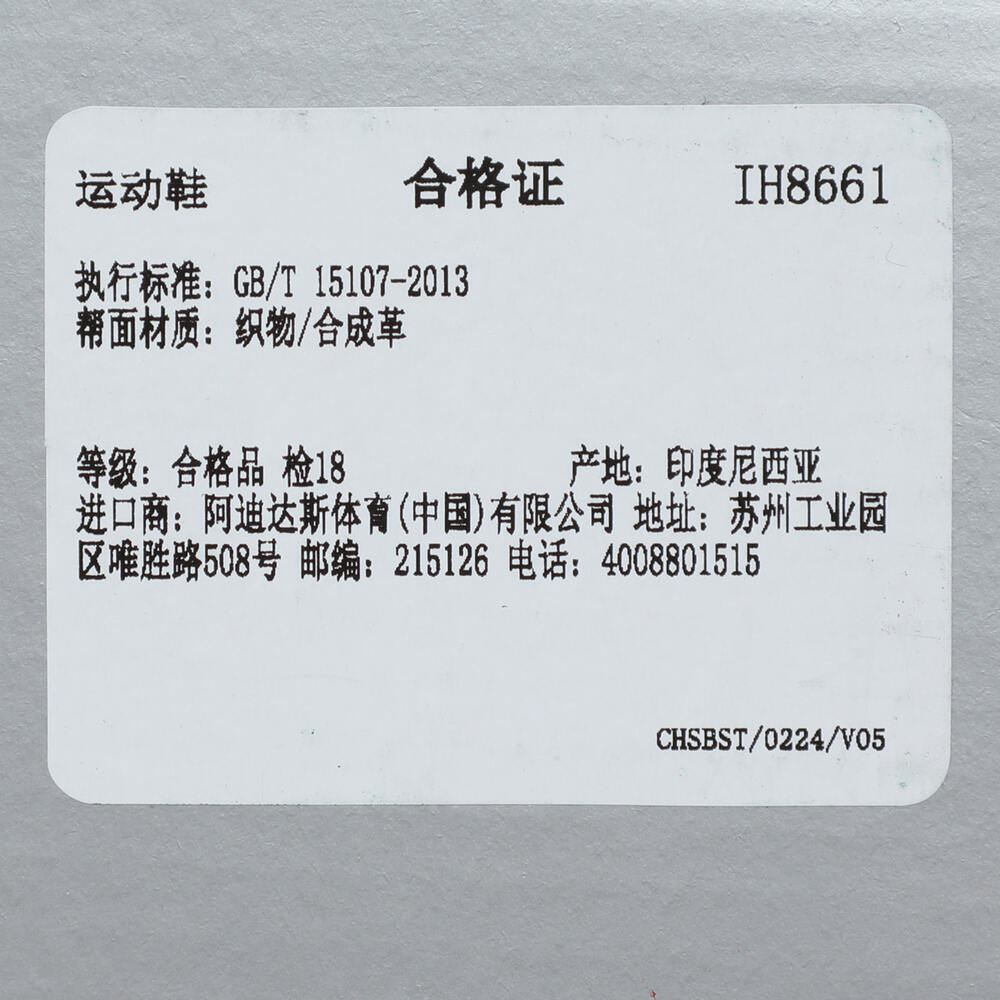 运动鞋 合格证 IH8661
执行标准: GB/T 15107-2013
帮面材质: 织物/合成革
等级: 合格品 检18 产地: 印度尼西亚
进口商: 阿迪达斯体育(中国)有限公司 地址: 苏州工业园
区唯胜路508号 邮编: 215126 电话: 4008801515
CHSBST/0224/V05